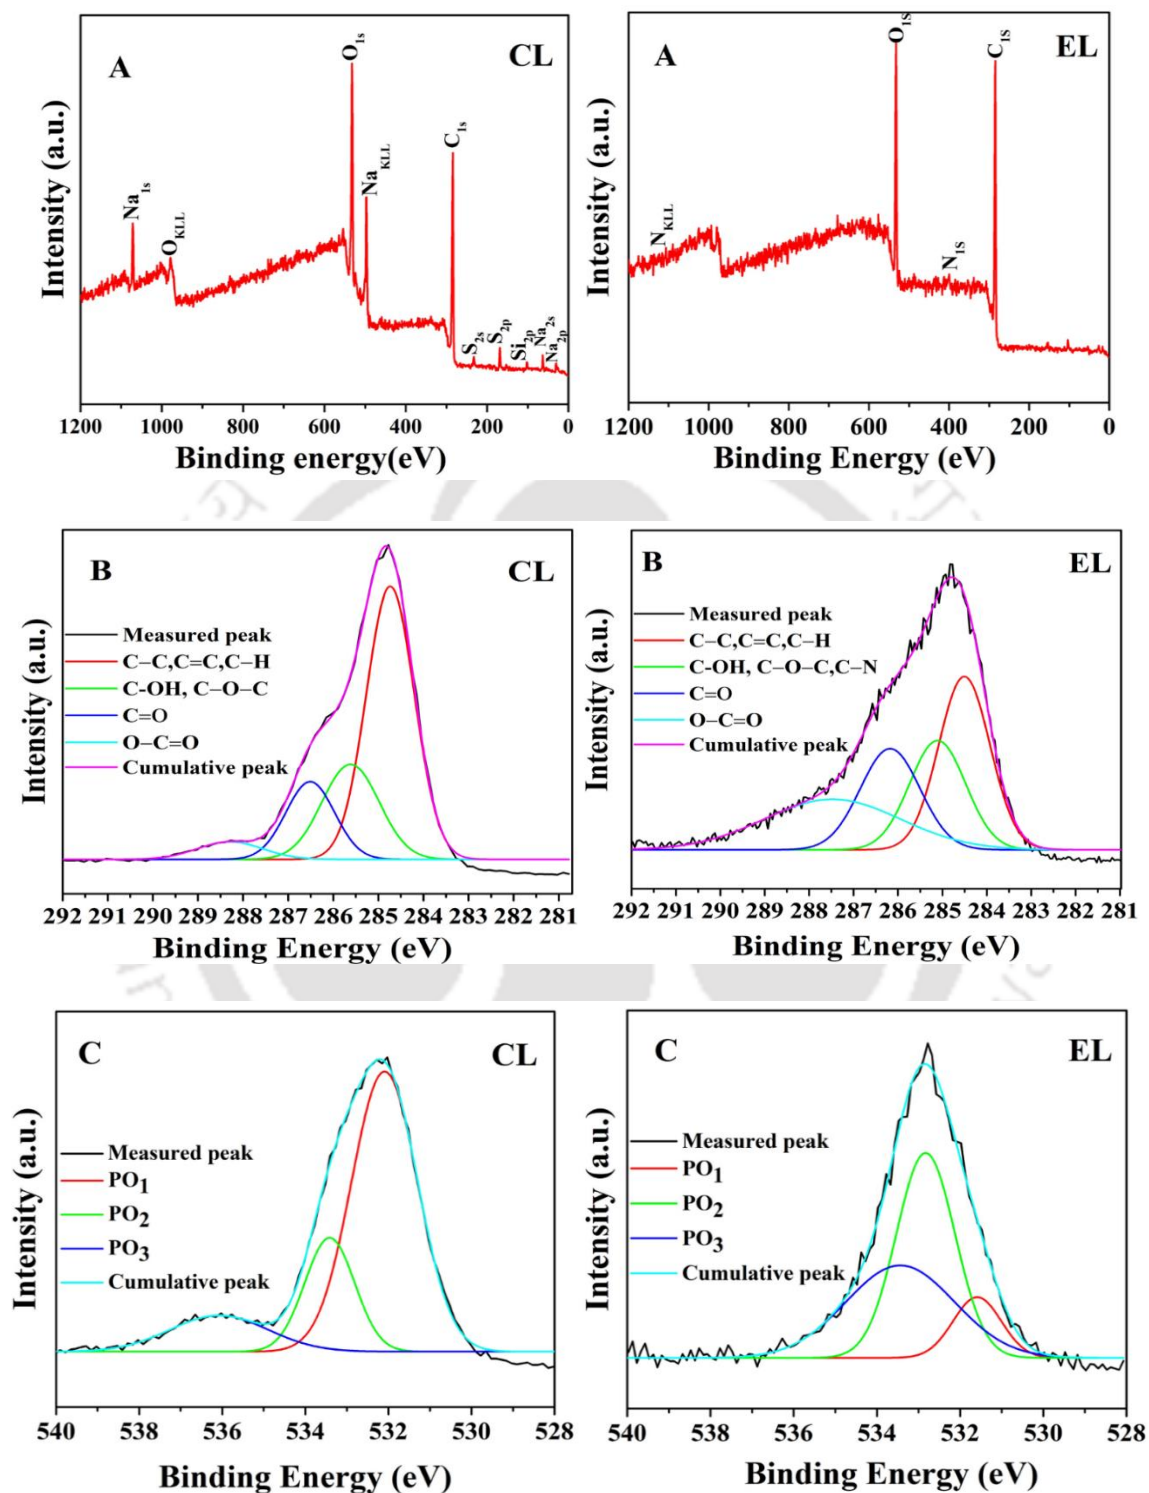 A
CL
O1s
C1s
NaKLL
Na1s
OKLL
S2s
S2p
Si2p
Na2s
Na2p
Intensity (a.u.)
1200 1000 800 600 400 200 0
Binding energy(eV)
A
EL
O1S
C1S
NKLL
N1S
Intensity (a.u.)
1200 1000 800 600 400 200 0
Binding Energy (eV)
B
CL
Measured peak
C–C,C=C,C–H
C-OH, C–O–C
C=O
O–C=O
Cumulative peak
Intensity (a.u.)
292 291 290 289 288 287 286 285 284 283 282 281
Binding Energy (eV)
B
EL
Measured peak
C–C,C=C,C–H
C-OH, C–O–C,C–N
C=O
O–C=O
Cumulative peak
Intensity (a.u.)
292 291 290 289 288 287 286 285 284 283 282 281
Binding Energy (eV)
C
CL
Measured peak
PO1
PO2
PO3
Cumulative peak
Intensity (a.u.)
540 538 536 534 532 530 528
Binding Energy (eV)
C
EL
Measured peak
PO1
PO2
PO3
Cumulative peak
Intensity (a.u.)
540 538 536 534 532 530 528
Binding Energy (eV)